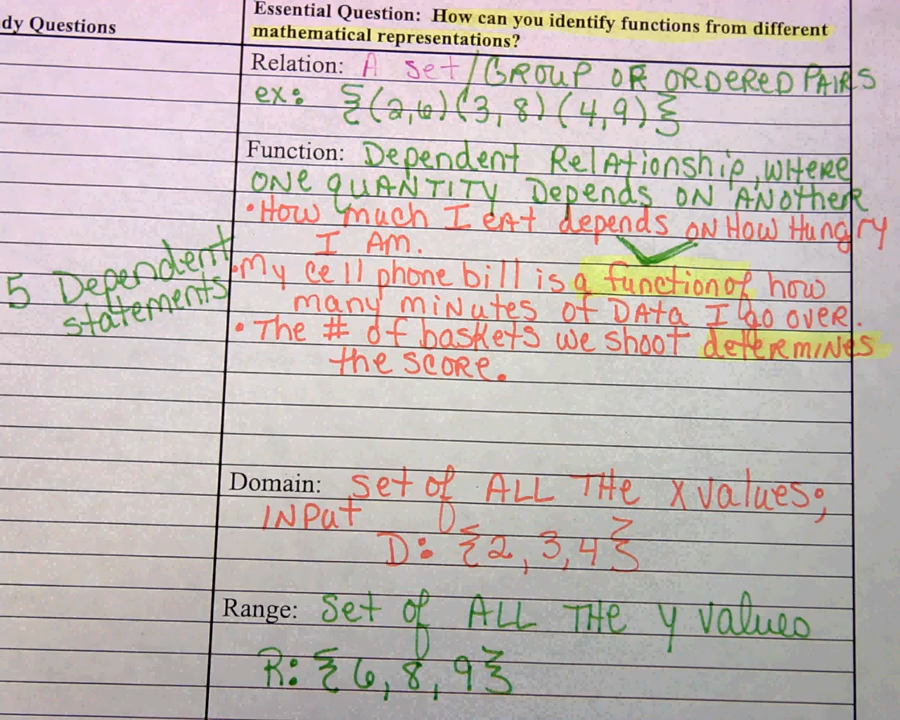 dy Questions
Essential Question: How can you identify functions from different
mathematical representations?
Relation: A set/GROUP OF ORDERED PAIRS
ex: {(2,6)(3,8)(4,9)}
Function: Dependent RelAtionship, WHERE
ONE QUANTITY Depends ON ANOtheR
• How much I eAt depends ON How Hungry
I AM.
5 Dependent
statements
• My cell phone bill is a function of how
many minutes of DAtA I go oveR.
• The # of baskets we shoot deteRMINes
the scoRe.
Domain: set of ALL THe x values;
INPut
D: {2, 3, 4}
Range: set of ALL THe y values
R: {6, 8, 9}